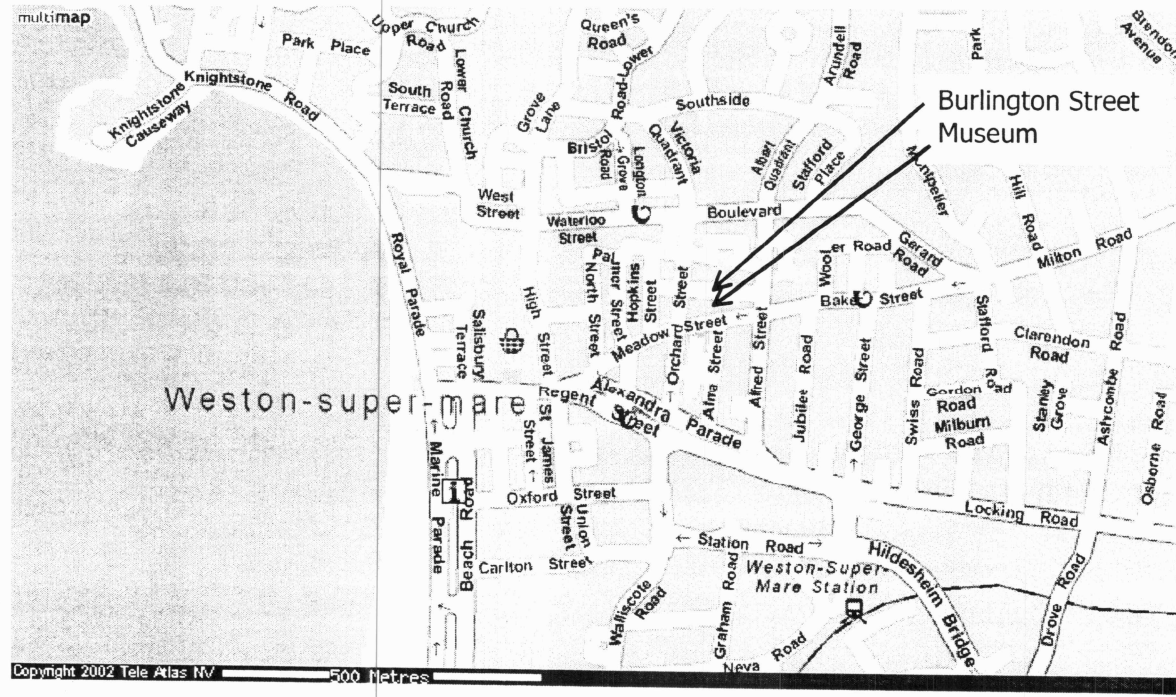 multimap
Upper Church
Road
Queen's
Road
Park Place
Lower Church
Road
Road-Lower
Arundell
Road
Park
Brendon
Avenue
Knightstone Road
Knightstone
Causeway
South
Terrace
Grove
Lane
Southside
Burlington Street
Museum
Bristol
Road
Grove
Longton
Victoria
Quadrant
Albert
Quadrant
Stafford
Place
Montpelier
Hill
Road
West
Street
Waterloo
Street
Boulevard
Milton Road
Royal
Parade
Palmer Street
North Street
Hopkins
Street
Orchard Street
er Road
Gerard
Road
Baker Street
High
Street
Salisbury
Terrace
Meadow Street
Alma Street
Alfred Street
Jubilee Road
George Street
Swiss Road
Stafford Ro ad
Clarendon
Road
Gordon
Road
Milburn
Road
Stanley
Grove
Ashcombe Road
Osborne Road
Weston-super-mare
Regent
Street
Alexandra
Parade
St James
Street
Marine
Parade
i
Beach Road
Oxford Street
Union
Street
Carlton Street
Locking Road
Station Road
Weston-Super-
Mare Station
Hildesheim
Bridge
Walliscote
Road
Graham Road
Neva Road
Drove Road
Copyright 2002 Tele Atlas NV
500 Metres